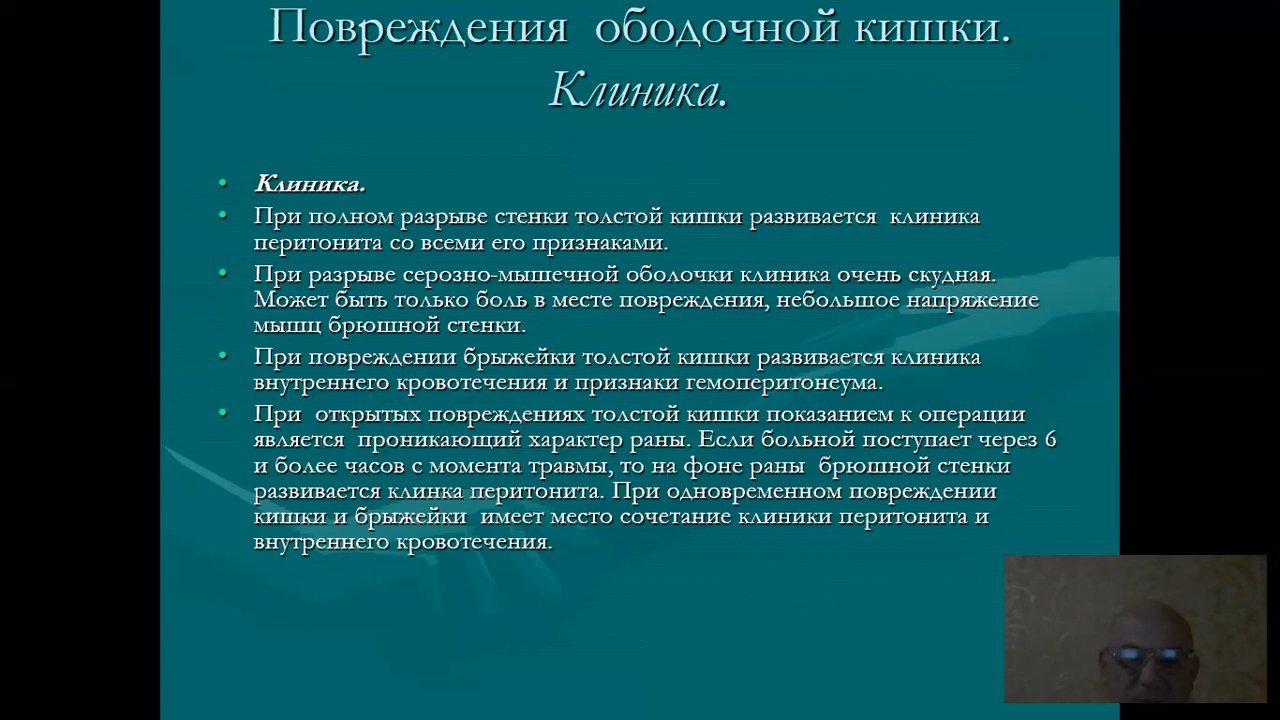 Повреждения ободочной кишки.
Клиника.
• Клиника.
• При полном разрыве стенки толстой кишки развивается клиника
перитонита со всеми его признаками.
• При разрыве серозно-мышечной оболочки клиника очень скудная.
Может быть только боль в месте повреждения, небольшое напряжение
мышц брюшной стенки.
• При повреждении брыжейки толстой кишки развивается клиника
внутреннего кровотечения и признаки гемоперитонеума.
• При открытых повреждениях толстой кишки показанием к операции
является проникающий характер раны. Если больной поступает через 6
и более часов с момента травмы, то на фоне раны брюшной стенки
развивается клинка перитонита. При одновременном повреждении
кишки и брыжейки имеет место сочетание клиники перитонита и
внутреннего кровотечения.